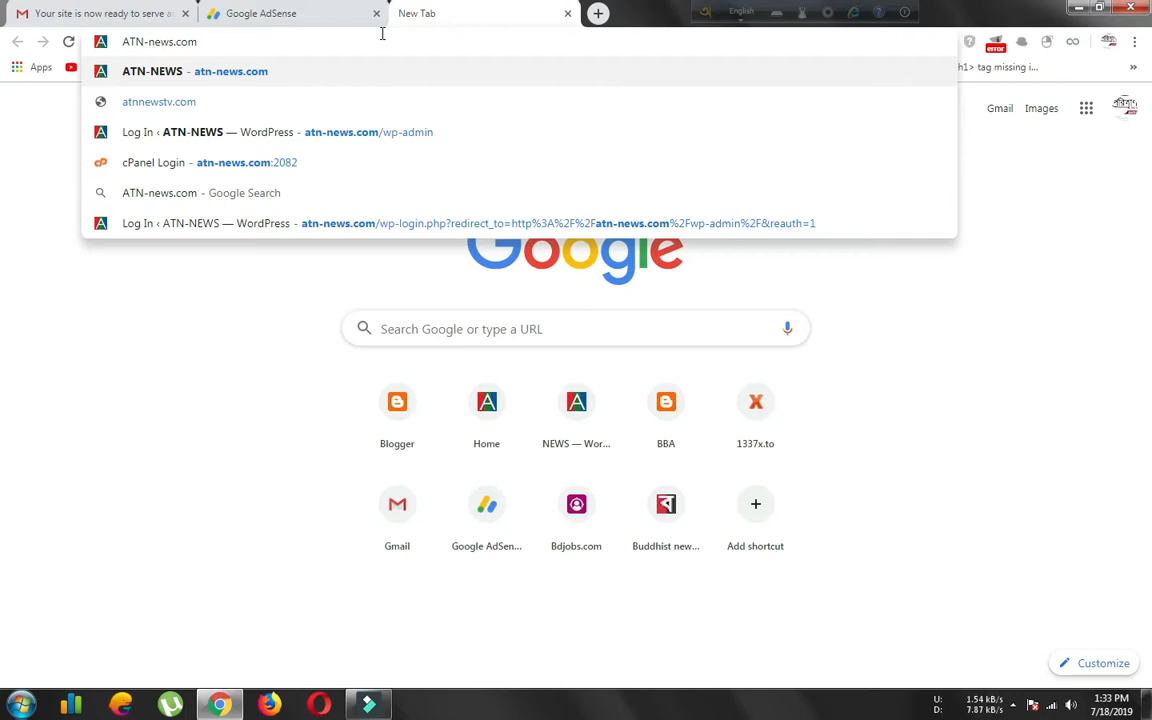 Your site is now ready to serve a
Google AdSense
New Tab
English
ATN-news.com
error
Apps
h1> tag missing i...
»
ATN-NEWS - atn-news.com
atnnewstv.com
Log In ‹ ATN-NEWS — WordPress - atn-news.com/wp-admin
cPanel Login - atn-news.com:2082
ATN-news.com - Google Search
Log In ‹ ATN-NEWS — WordPress - atn-news.com/wp-login.php?redirect_to=http%3A%2F%2Fatn-news.com%2Fwp-admin%2F&reauth=1
Gmail Images
Google
Search Google or type a URL
Blogger
Home
NEWS — Wor...
BBA
1337x.to
Gmail
Google AdSen...
Bdjobs.com
Buddhist new...
Add shortcut
Customize
U: 1.54 kB/s
D: 7.87 kB/s
1:33 PM
7/18/2019